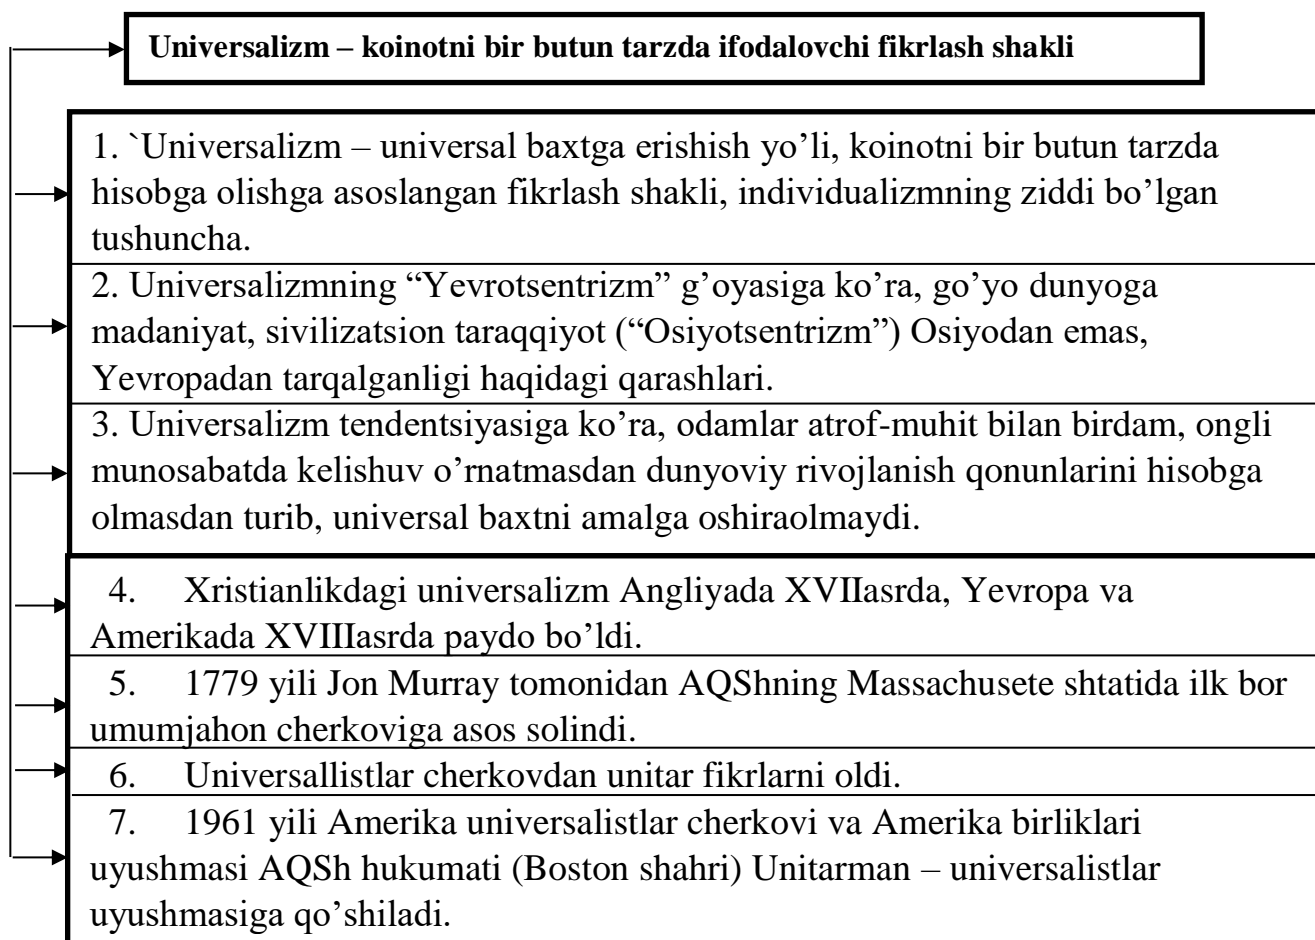 Universalizm – koinotni bir butun tarzda ifodalovchi fikrlash shakli
1. `Universalizm – universal baxtga erishish yo’li, koinotni bir butun tarzda
hisobga olishga asoslangan fikrlash shakli, individualizmning ziddi bo’lgan
tushuncha.
2. Universalizmning “Yevrotsentrizm” g’oyasiga ko’ra, go’yo dunyoga
madaniyat, sivilizatsion taraqqiyot (“Osiyotsentrizm”) Osiyodan emas,
Yevropadan tarqalganligi haqidagi qarashlari.
3. Universalizm tendentsiyasiga ko’ra, odamlar atrof-muhit bilan birdam, ongli
munosabatda kelishuv o’rnatmasdan dunyoviy rivojlanish qonunlarini hisobga
olmasdan turib, universal baxtni amalga oshiraolmaydi.
4. Xristianlikdagi universalizm Angliyada XVIIasrda, Yevropa va
Amerikada XVIIIasrda paydo bo’ldi.
5. 1779 yili Jon Murray tomonidan AQShning Massachusete shtatida ilk bor
umumjahon cherkoviga asos solindi.
6. Universallistlar cherkovdan unitar fikrlarni oldi.
7. 1961 yili Amerika universalistlar cherkovi va Amerika birliklari
uyushmasi AQSh hukumati (Boston shahri) Unitarman – universalistlar
uyushmasiga qo’shiladi.